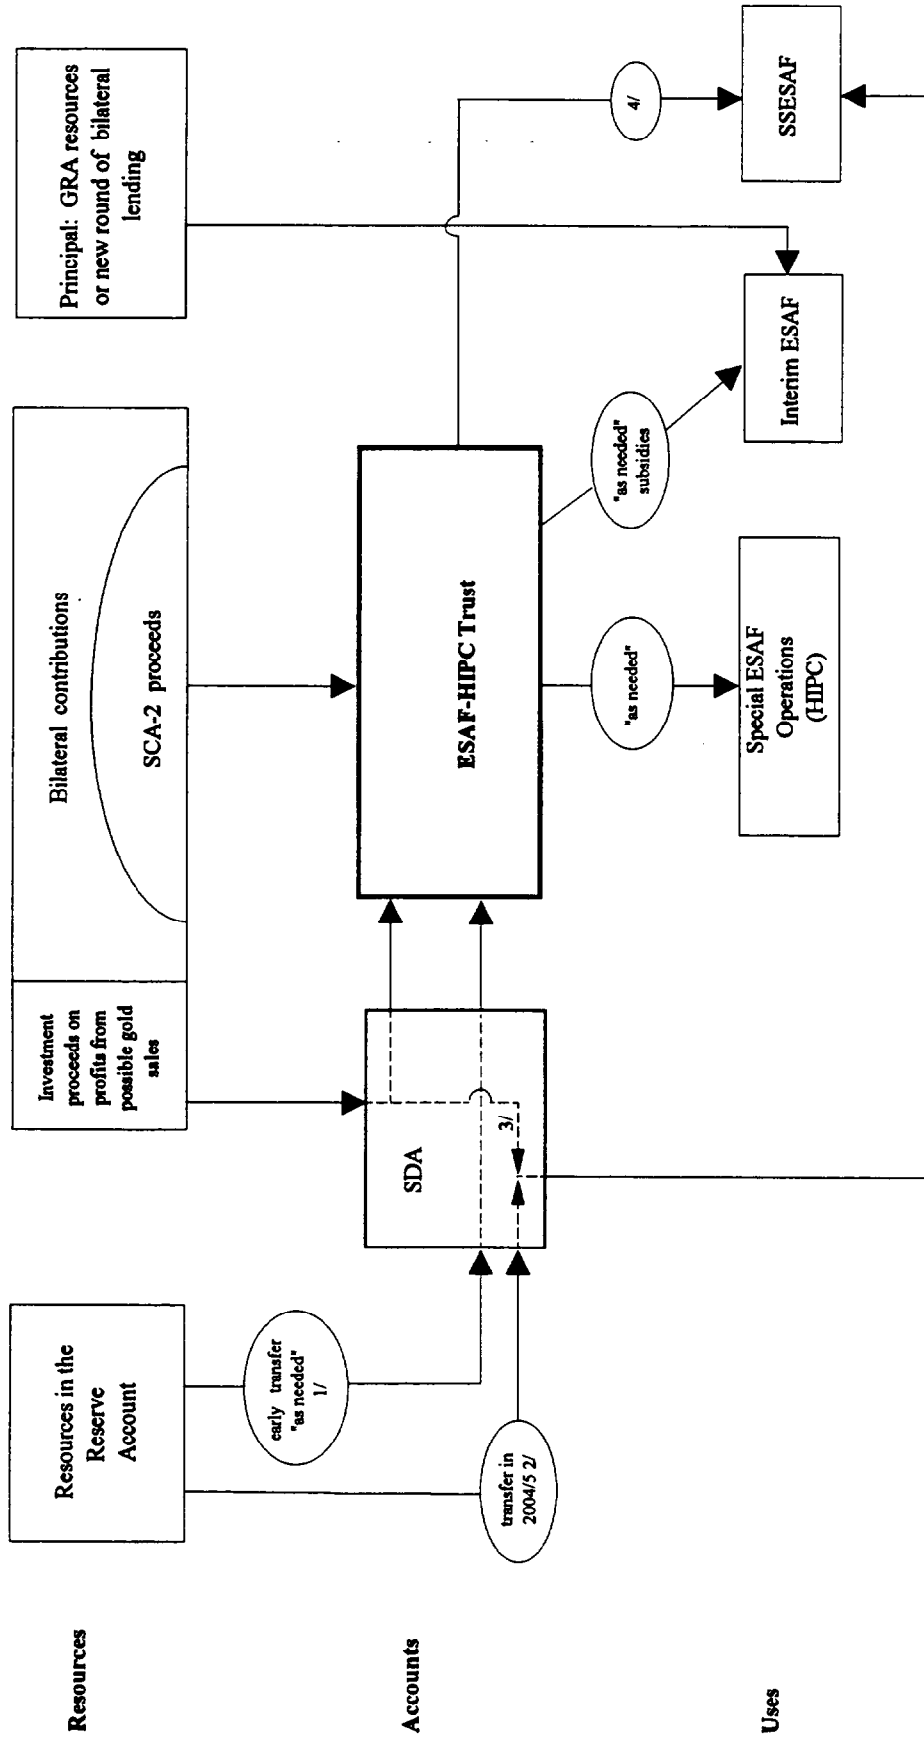 Resources
Resources in the
Reserve
Account
Investment
proceeds on
profits from
possible gold
sales
Bilateral contributions
SCA-2 proceeds
Principal: GRA resources
or new round of bilateral
lending
early transfer
"as needed"
1/
transfer in
2004/5 2/
Accounts
SDA
3/
ESAF-HIPC Trust
"as needed"
"as needed"
subsidies
4/
Uses
Special ESAF
Operations
(HIPC)
Interim ESAF
SSESAF